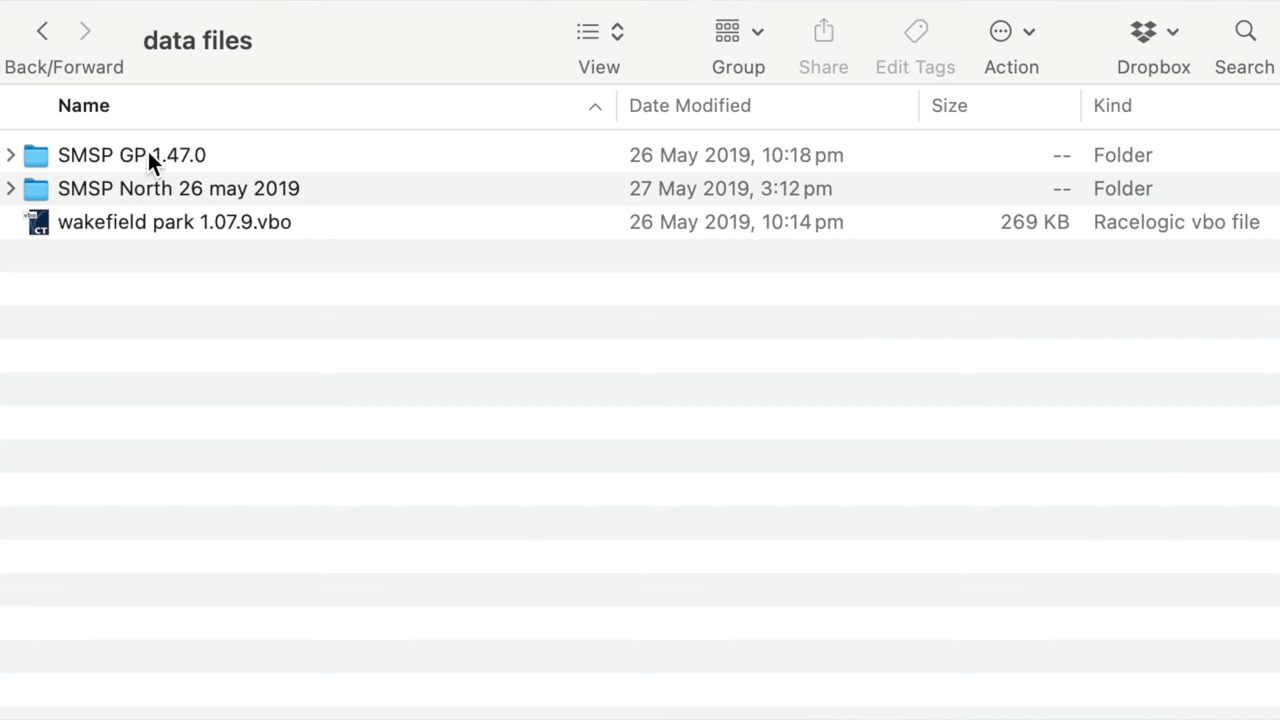 data files
Back/Forward View Group Share Edit Tags Action Dropbox Search
Name Date Modified Size Kind
SMSP GP 1.47.0 26 May 2019, 10:18 pm -- Folder
SMSP North 26 may 2019 27 May 2019, 3:12 pm -- Folder
vbo CT wakefield park 1.07.9.vbo 26 May 2019, 10:14 pm 269 KB Racelogic vbo file